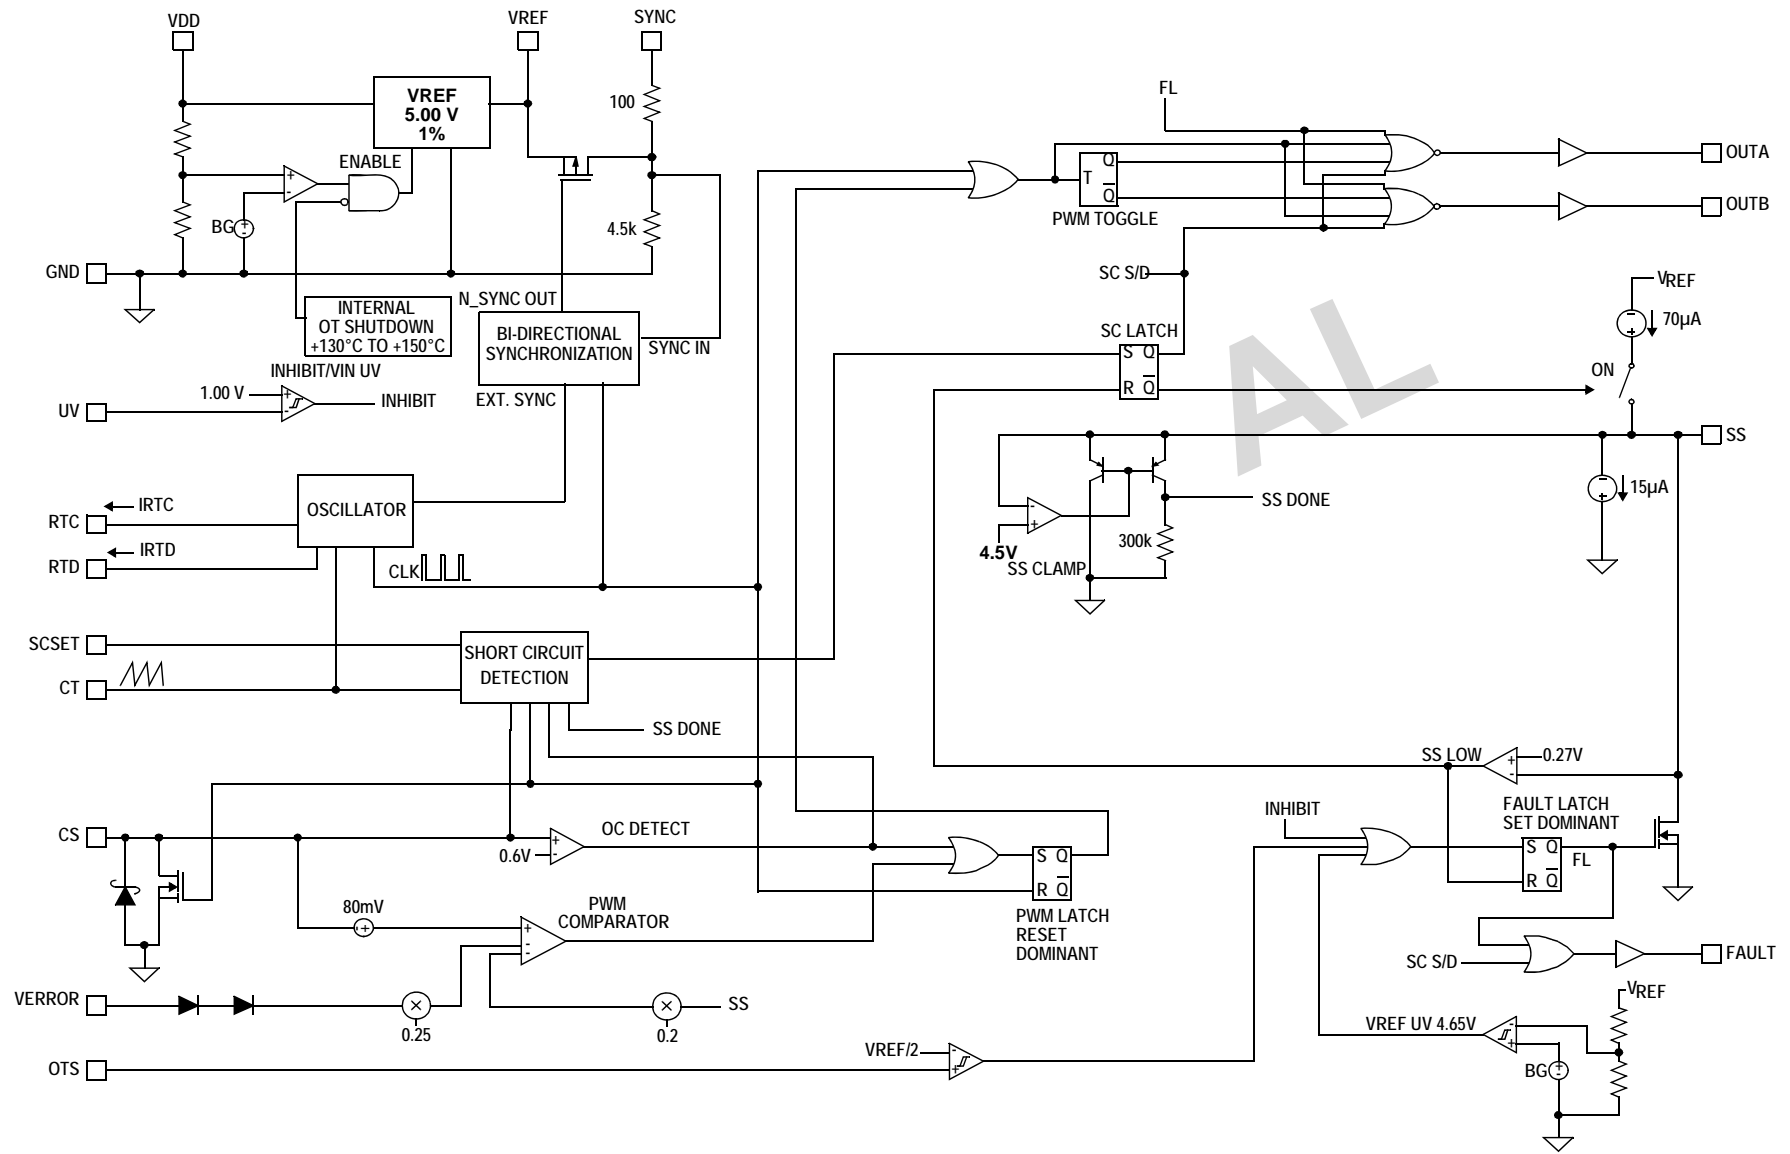 VDD
VREF
SYNC
VREF
5.00 V
1%
100
ENABLE
+
-
BG
+
-
4.5k
GND
INTERNAL
OT SHUTDOWN
+130°C TO +150°C
N_SYNC OUT
BI-DIRECTIONAL
SYNCHRONIZATION
SYNC IN
EXT. SYNC
INHIBIT/VIN UV
1.00 V
+
-
INHIBIT
UV
OSCILLATOR
IRTC
RTC
IRTD
RTD
CLK
SCSET
CT
SHORT CIRCUIT
DETECTION
SS DONE
CS
+
-
0.6V
OC DETECT
80mV
+
-
PWM
COMPARATOR
+
-
-
VERROR
×
0.25
×
0.2
SS
OTS
VREF/2
-
+
S Q
R Q
PWM LATCH
RESET
DOMINANT
FL
T
Q
Q
PWM TOGGLE
OUTA
OUTB
SC S/D
SC LATCH
S Q
R Q
AL
VREF
70µA
-
+
ON
SS
15µA
-
+
-
+
4.5V
SS CLAMP
300k
SS DONE
SS LOW
+
-
0.27V
INHIBIT
FAULT LATCH
SET DOMINANT
S Q
FL
R Q
SC S/D
FAULT
VREF
VREF UV 4.65V
-
+
BG
+
-